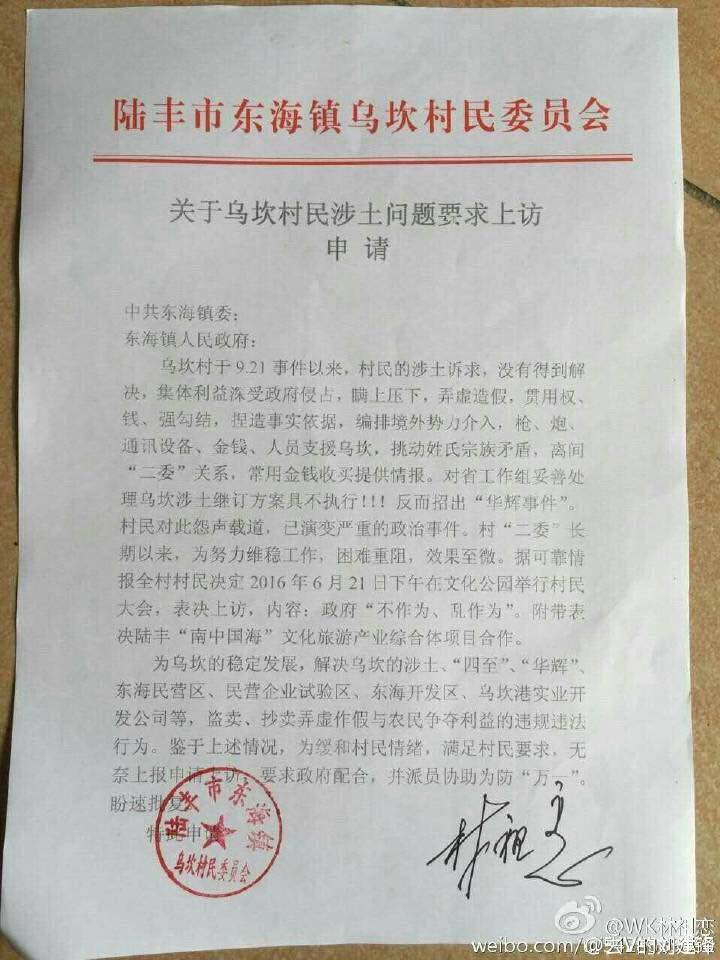 陆丰市东海镇乌坎村民委员会
关于乌坎村民涉土问题要求上访
申 请
中共东海镇委：
东海镇人民政府：
乌坎村于9.21事件以来，村民的涉土诉求，没有得到解
决，集体利益深受政府侵占，瞒上压下，弄虚造假，贯用权、
钱、强勾结，捏造事实依据，编排境外势力介入，枪、炮、
通讯设备、金钱、人员支援乌坎，挑动姓氏宗族矛盾，离间
“二委”关系，常用金钱收买提供情报。对省工作组妥善处
理乌坎涉土继订方案具不执行!!! 反而招出“华辉事件”。
村民对此怨声载道，已演变严重的政治事件。村“二委”长
期以来，为努力维稳工作，困难重阻，效果至微。据可靠情
报全村村民决定2016年6月21日下午在文化公园举行村民
大会，表决上访，内容：政府“不作为、乱作为”。附带表
决陆丰“南中国海”文化旅游产业综合体项目合作。
为乌坎的稳定发展，解决乌坎的涉土、“四至”、“华辉”、
东海民营区、民营企业试验区、东海开发区、乌坎港实业开
发公司等，盗卖、抄卖弄虚作假与农民争夺利益的违规违法
行为。鉴于上述情况，为缓和村民情绪，满足村民要求，无
奈上报申请上访，要求政府配合，并派员协助为防“万一”。
盼速批复
特此申请
陆丰市东海镇
乌坎村民委员会
林祖恋
@WK林祖恋
weibo.com/